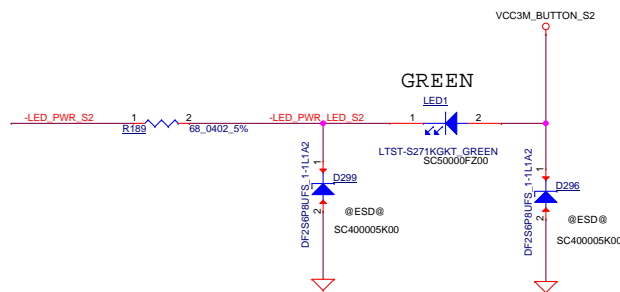 VCC3M_BUTTON_S2
GREEN
LED1
-LED_PWR_S2
1
2
-LED_PWR_LED_S2
1
2
R189
68_0402_5%
LTST-S271KGKT_GREEN
SC50000FZ00
DF2S6P8UFS_1-1L1A2
1
D299
2
@ESD@
SC400005K00
DF2S6P8UFS_1-1L1A2
1
D296
2
@ESD@
SC400005K00